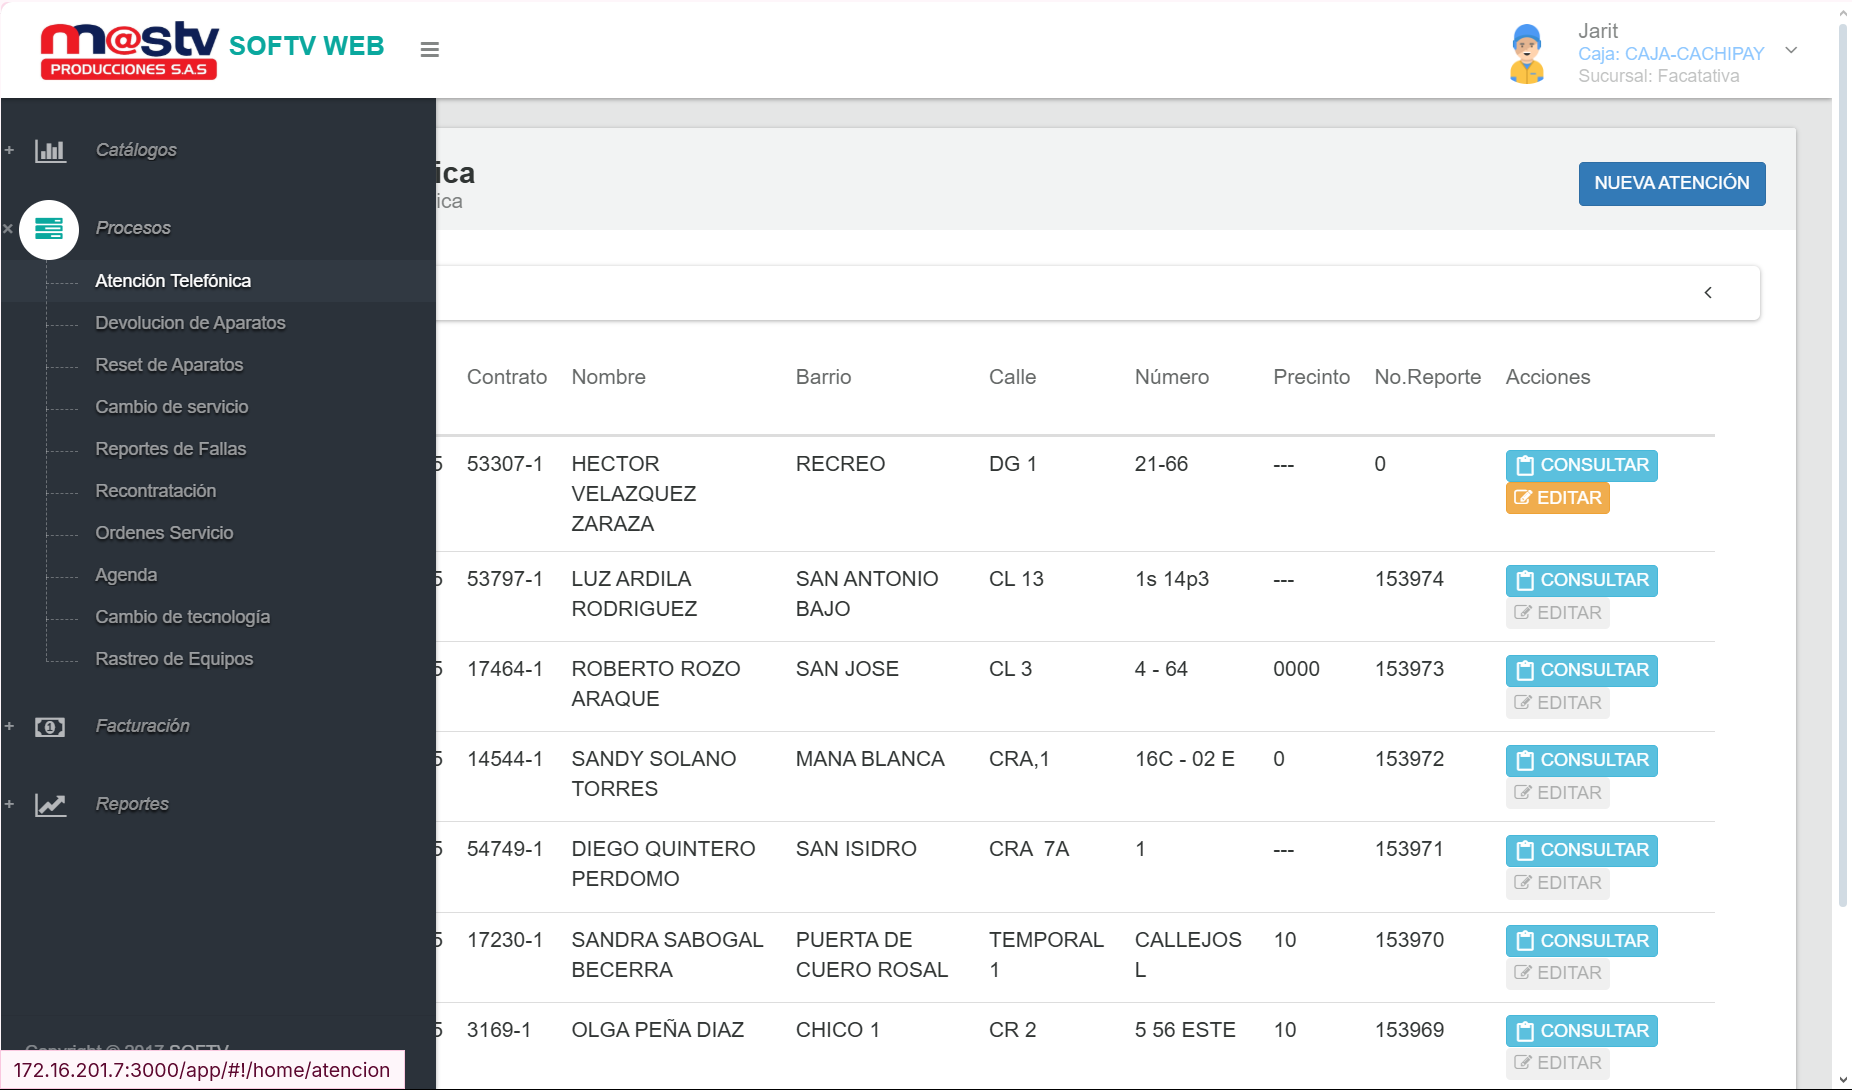 m@stv
PRODUCCIONES S.A.S
SOFTV WEB
Jarit
Caja: CAJA-CACHIPAY
Sucursal: Facatativa
Catálogos
Procesos
Atención Telefónica
Devolucion de Aparatos
Reset de Aparatos
Cambio de servicio
Reportes de Fallas
Recontratación
Ordenes Servicio
Agenda
Cambio de tecnología
Rastreo de Equipos
Facturación
Reportes
ica
ica
NUEVA ATENCIÓN
Contrato Nombre Barrio Calle Número Precinto No.Reporte Acciones
5 53307-1 HECTOR VELAZQUEZ ZARAZA RECREO DG 1 21-66 --- 0 CONSULTAR
EDITAR
5 53797-1 LUZ ARDILA RODRIGUEZ SAN ANTONIO BAJO CL 13 1s 14p3 --- 153974 CONSULTAR
EDITAR
5 17464-1 ROBERTO ROZO ARAQUE SAN JOSE CL 3 4 - 64 0000 153973 CONSULTAR
EDITAR
5 14544-1 SANDY SOLANO TORRES MANA BLANCA CRA,1 16C - 02 E 0 153972 CONSULTAR
EDITAR
5 54749-1 DIEGO QUINTERO PERDOMO SAN ISIDRO CRA 7A 1 --- 153971 CONSULTAR
EDITAR
5 17230-1 SANDRA SABOGAL BECERRA PUERTA DE CUERO ROSAL TEMPORAL 1 CALLEJOS L 10 153970 CONSULTAR
EDITAR
5 3169-1 OLGA PEÑA DIAZ CHICO 1 CR 2 5 56 ESTE 10 153969 CONSULTAR
EDITAR
Copyright © 2017 SOFTV
172.16.201.7:3000/app/#!/home/atencion